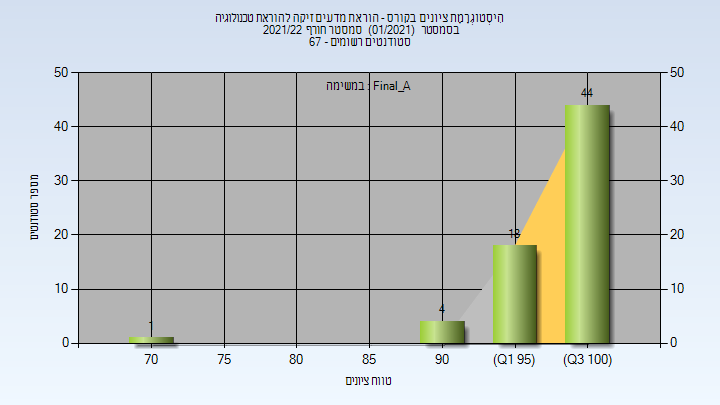 היסטוגרמת ציונים בקורס - הוראת מדעים זיקה להוראת טכנולוגיה
בסמסטר (01/2021) סמסטר חורף 2021/22
סטודנטים רשומים - 67
במשימה : Final_A
50
40
30
20
10
0
50
40
30
20
10
0
מספר סטודנטים
1
4
18
44
70
75
80
85
90
(Q1 95)
(Q3 100)
טווח ציונים